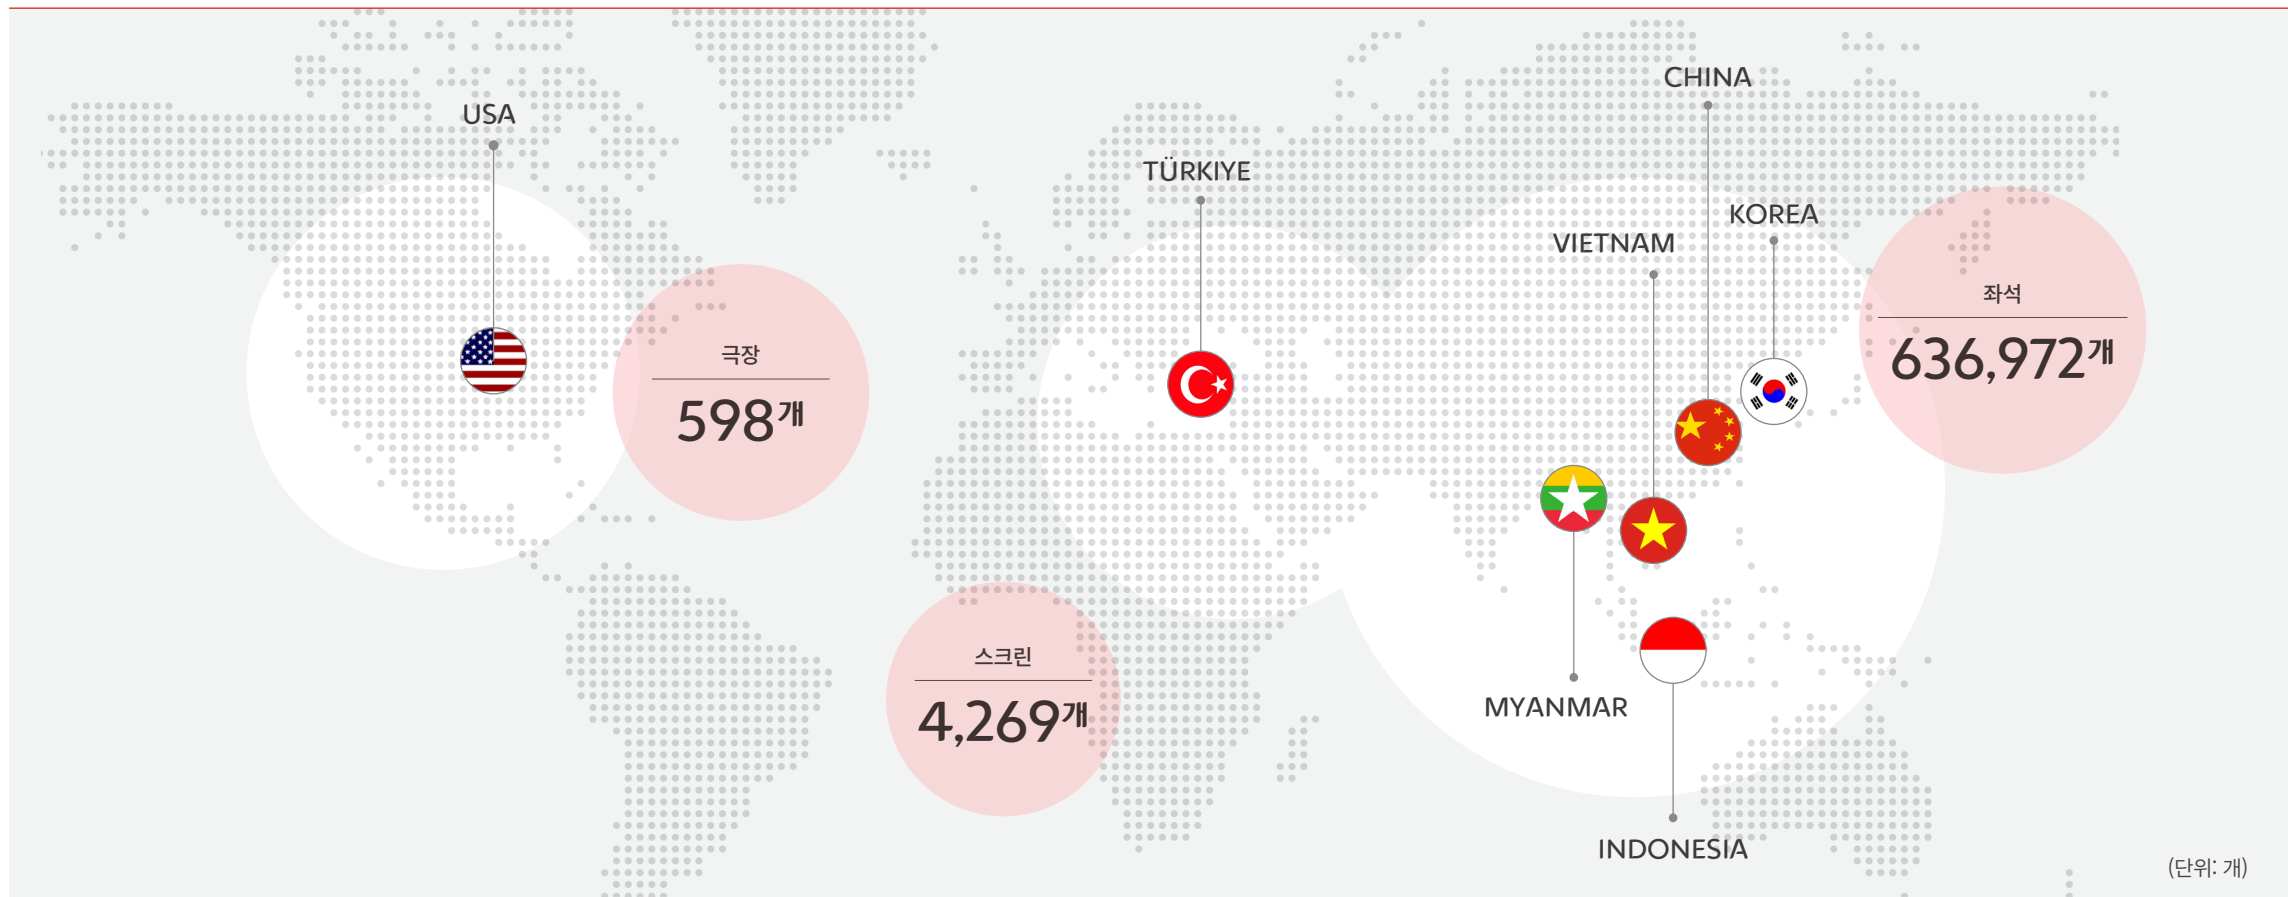 CHINA
USA
TÜRKIYE
KOREA
VIETNAM
좌석
636,972개
극장
598개
스크린
4,269개
MYANMAR
INDONESIA
(단위: 개)